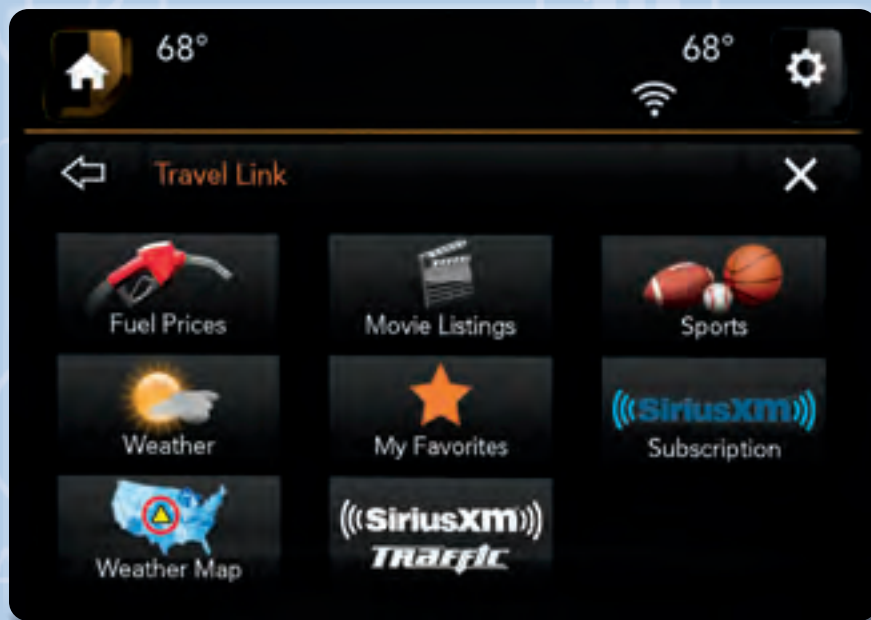 68° 68°
Travel Link
Fuel Prices
Movie Listings
Sports
Weather
My Favorites
SiriusXM
Subscription
Weather Map
SiriusXM
Traffic